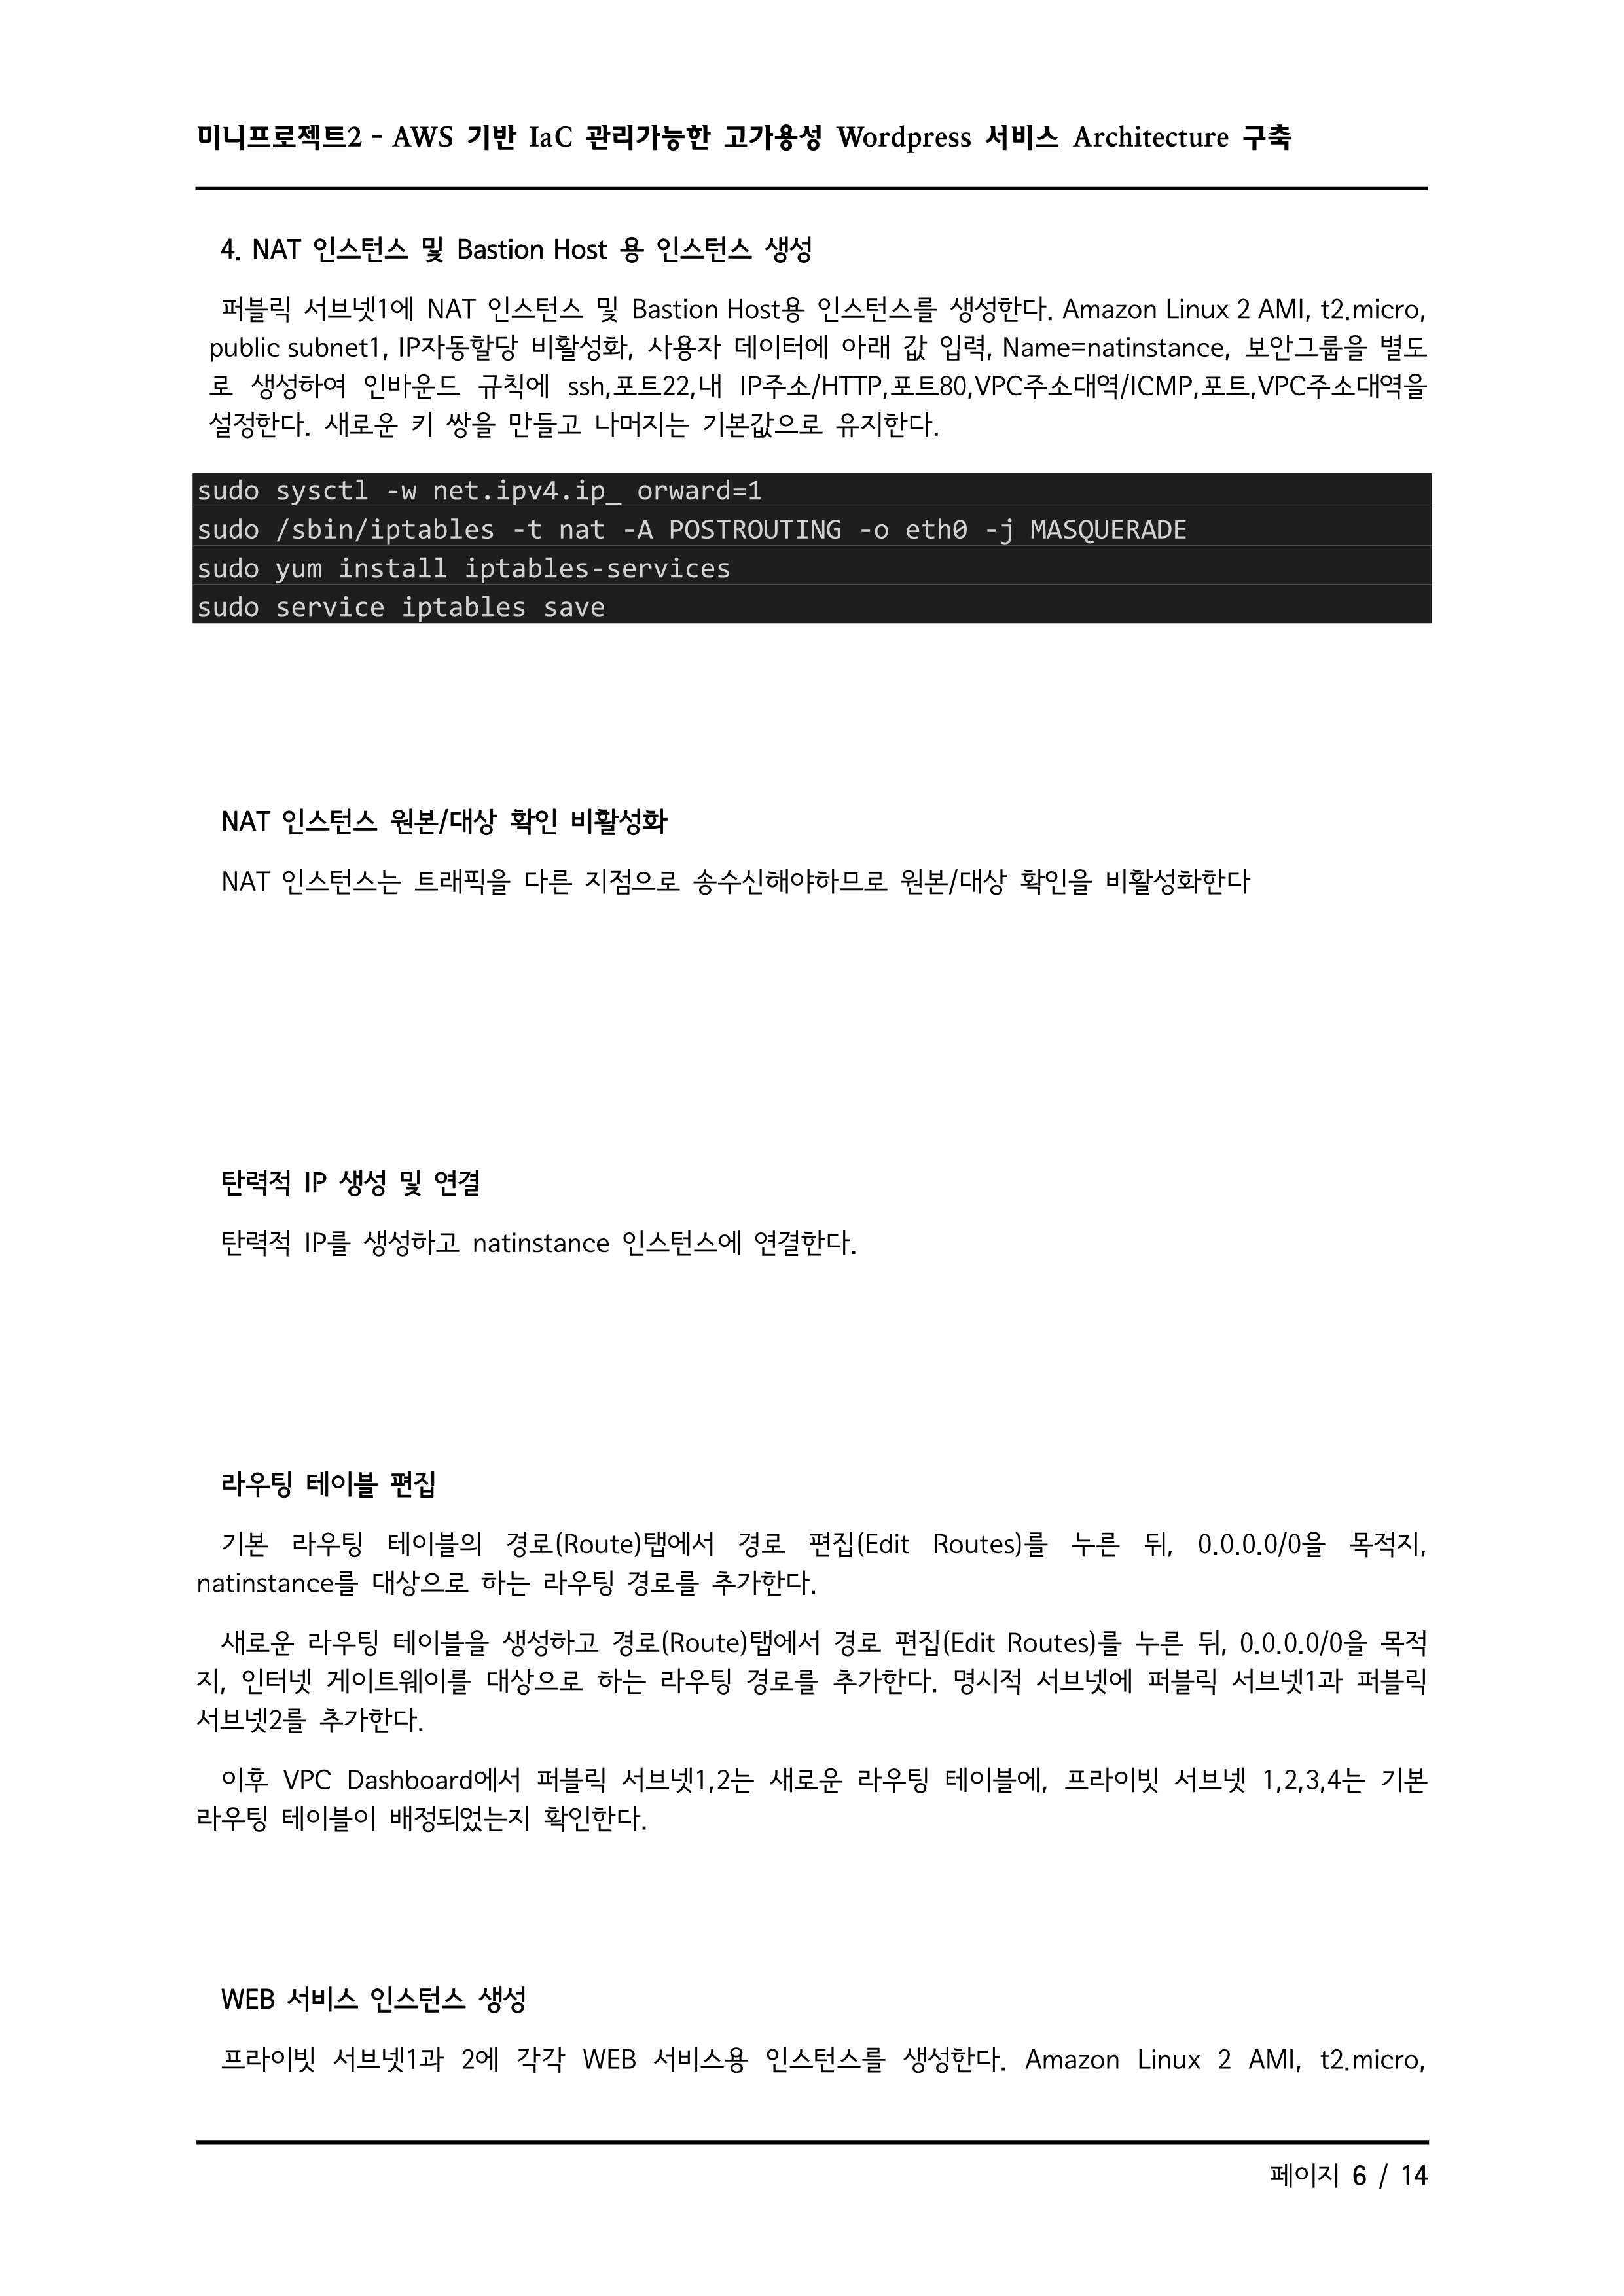 미니프로젝트2 - AWS 기반 IaC 관리가능한 고가용성 Wordpress 서비스 Architecture 구축
4. NAT 인스턴스 및 Bastion Host 용 인스턴스 생성
퍼블릭 서브넷1에 NAT 인스턴스 및 Bastion Host용 인스턴스를 생성한다. Amazon Linux 2 AMI, t2.micro,
public subnet1, IP자동할당 비활성화, 사용자 데이터에 아래 값 입력, Name=natinstance, 보안그룹을 별도
로 생성하여 인바운드 규칙에 ssh,포트22,내 IP주소/HTTP,포트80,VPC주소대역/ICMP,포트,VPC주소대역을
설정한다. 새로운 키 쌍을 만들고 나머지는 기본값으로 유지한다.
sudo sysctl -w net.ipv4.ip_ orward=1
sudo /sbin/iptables -t nat -A POSTROUTING -o eth0 -j MASQUERADE
sudo yum install iptables-services
sudo service iptables save
NAT 인스턴스 원본/대상 확인 비활성화
NAT 인스턴스는 트래픽을 다른 지점으로 송수신해야하므로 원본/대상 확인을 비활성화한다
탄력적 IP 생성 및 연결
탄력적 IP를 생성하고 natinstance 인스턴스에 연결한다.
라우팅 테이블 편집
기본 라우팅 테이블의 경로(Route)탭에서 경로 편집(Edit Routes)를 누른 뒤, 0.0.0.0/0을 목적지,
natinstance를 대상으로 하는 라우팅 경로를 추가한다.
새로운 라우팅 테이블을 생성하고 경로(Route)탭에서 경로 편집(Edit Routes)를 누른 뒤, 0.0.0.0/0을 목적
지, 인터넷 게이트웨이를 대상으로 하는 라우팅 경로를 추가한다. 명시적 서브넷에 퍼블릭 서브넷1과 퍼블릭
서브넷2를 추가한다.
이후 VPC Dashboard에서 퍼블릭 서브넷1,2는 새로운 라우팅 테이블에, 프라이빗 서브넷 1,2,3,4는 기본
라우팅 테이블이 배정되었는지 확인한다.
WEB 서비스 인스턴스 생성
프라이빗 서브넷1과 2에 각각 WEB 서비스용 인스턴스를 생성한다. Amazon Linux 2 AMI, t2.micro,
페이지 6 / 14